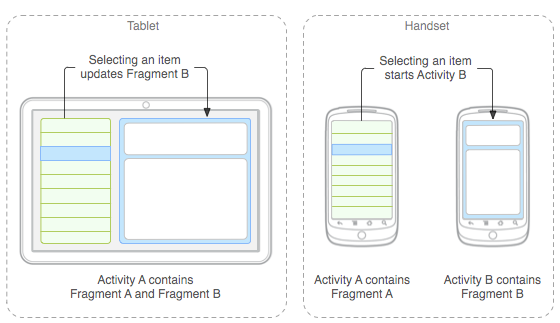 Tablet
Selecting an item
updates Fragment B
Activity A contains
Fragment A and Fragment B
Handset
Selecting an item
starts Activity B
Activity A contains
Fragment A
Activity B contains
Fragment B